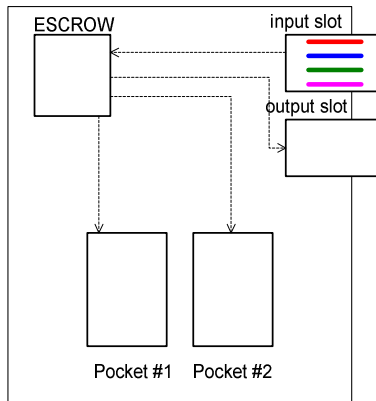 input slot
ESCROW
output slot
Pocket #1
Pocket #2